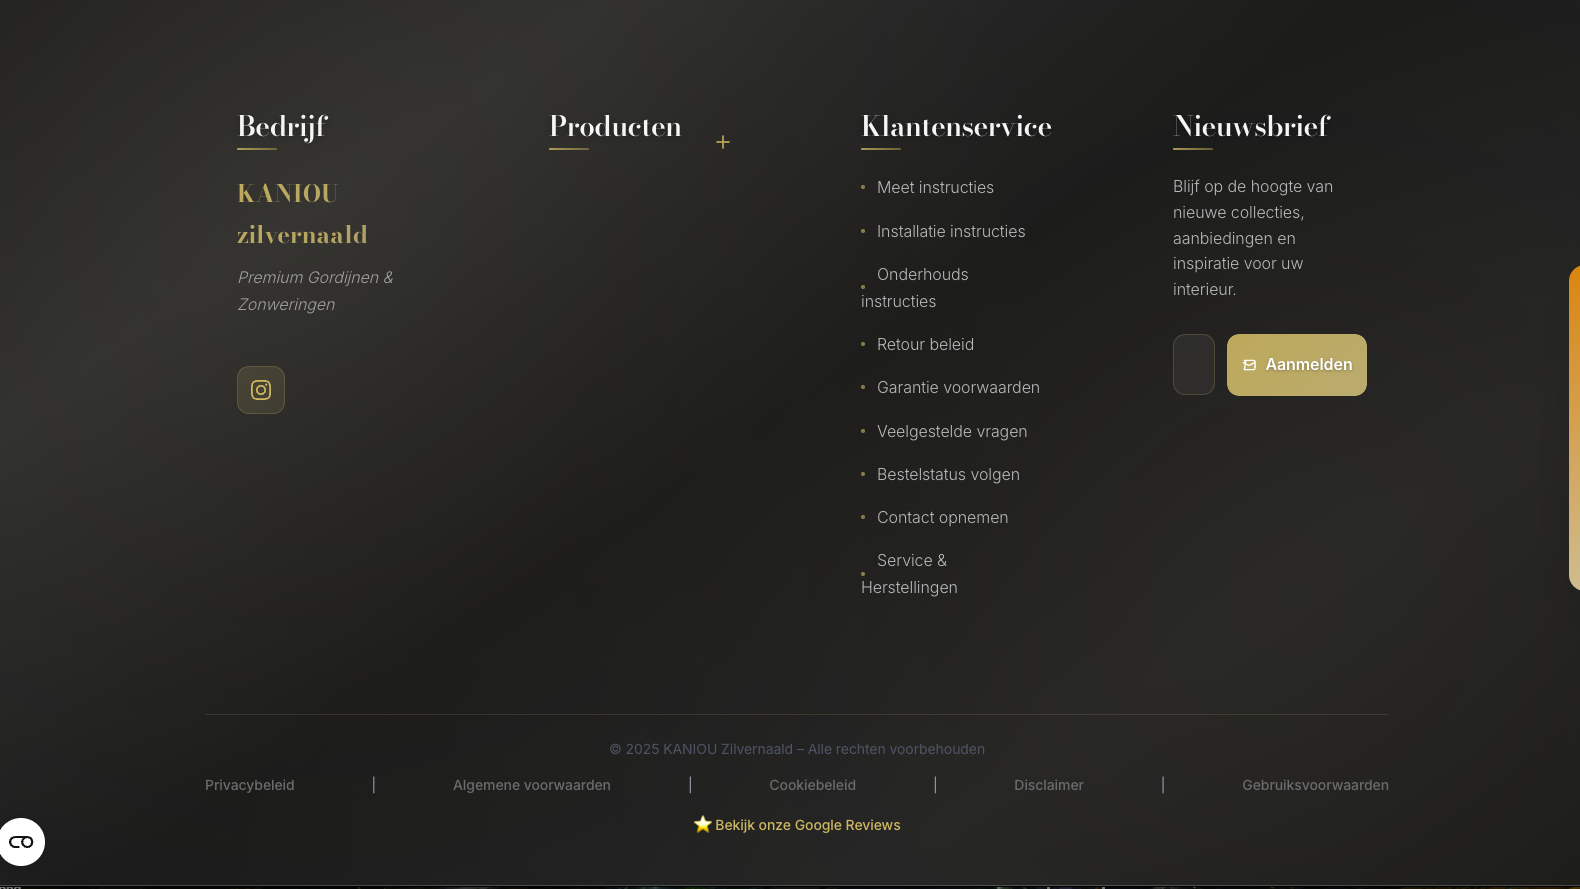 Bedrijf
KANIOU
zilvernaald
Premium Gordijnen &
Zonweringen
Producten
+
Klantenservice
• Meet instructies
• Installatie instructies
• Onderhouds
instructies
• Retour beleid
• Garantie voorwaarden
• Veelgestelde vragen
• Bestelstatus volgen
• Contact opnemen
• Service &
Herstellingen
Nieuwsbrief
Blijf op de hoogte van
nieuwe collecties,
aanbiedingen en
inspiratie voor uw
interieur.
Aanmelden
© 2025 KANIOU Zilvernaald – Alle rechten voorbehouden
Privacybeleid | Algemene voorwaarden | Cookiebeleid | Disclaimer | Gebruiksvoorwaarden
⭐ Bekijk onze Google Reviews